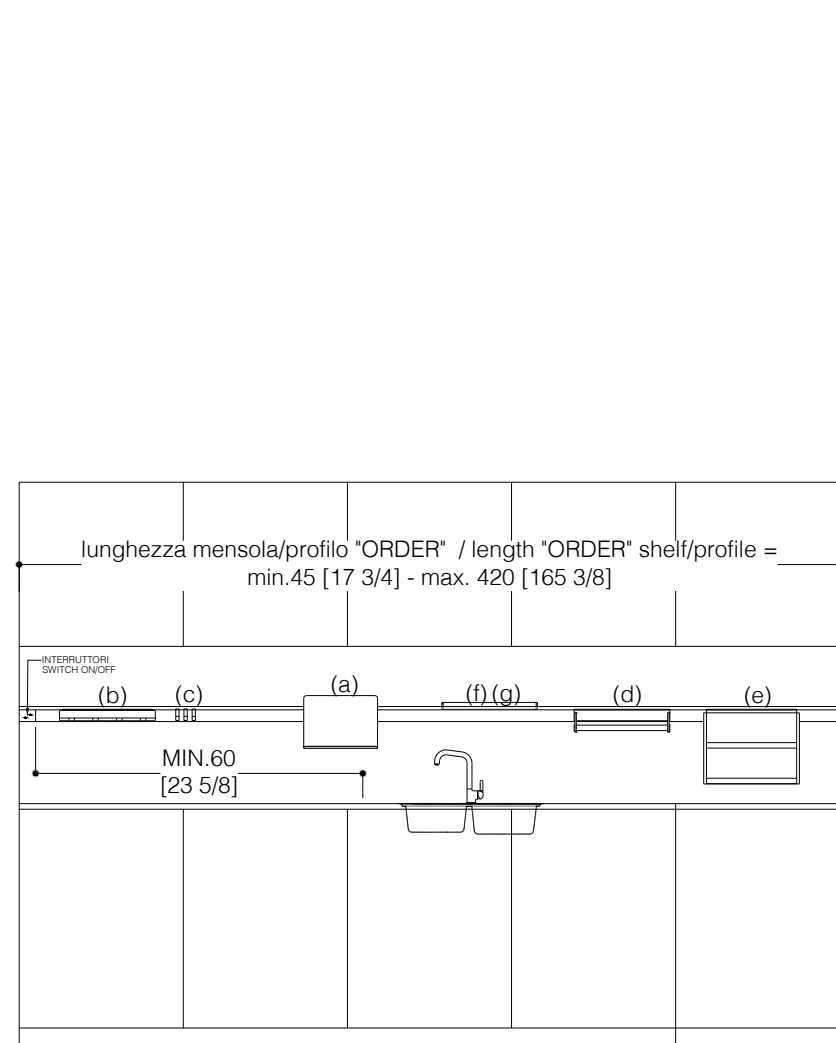 lunghezza mensola/profilo "ORDER" / length "ORDER" shelf/profile =
min.45 [17 3/4] - max. 420 [165 3/8]
INTERRUTTORI
SWITCH ON/OFF
(b) (c) (a) (f) (g) (d) (e)
MIN.60
[23 5/8]